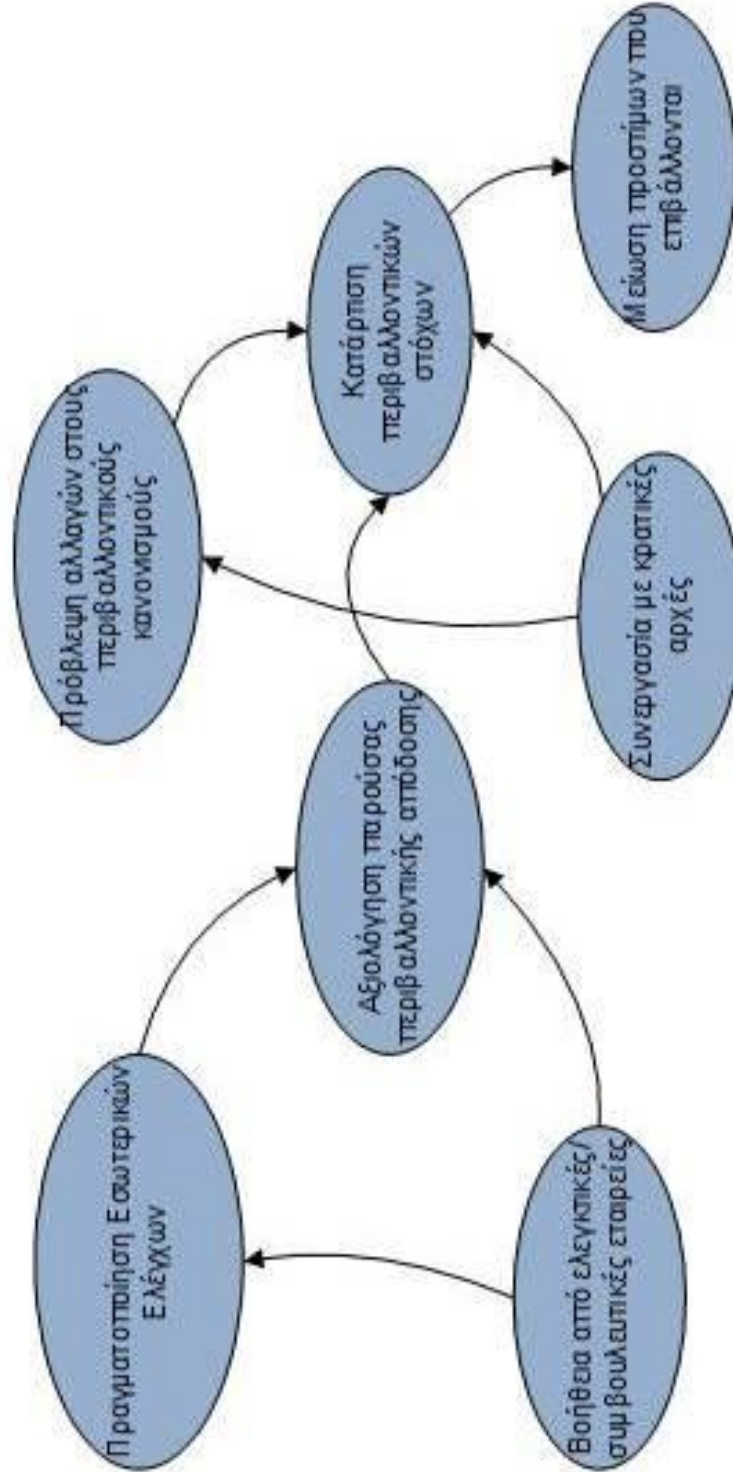 Πραγματοποίηση Εσωτερικών
Ελέγχων
Βοήθεια από ελεγκτικές/
συμβουλευτικές εταιρείες
Αξιολόγηση παρούσας
περιβαλλοντικής απόδοσης
Πρόβλεψη αλλαγών στους
περιβαλλοντικούς
κανονισμούς
Συνεργασία με κρατικές
αρχές
Κατάρτιση
περιβαλλοντικών
στόχων
Μείωση προστίμων που
επιβάλλονται